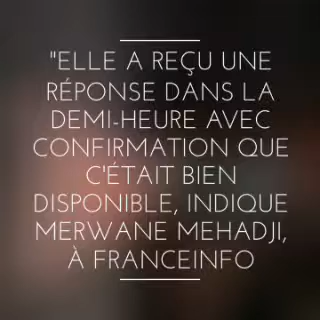 "ELLE A REÇU UNE
RÉPONSE DANS LA
DEMI-HEURE AVEC
CONFIRMATION QUE
C'ÉTAIT BIEN
DISPONIBLE, INDIQUE
MERWANE MEHADJI,
À FRANCEINFO